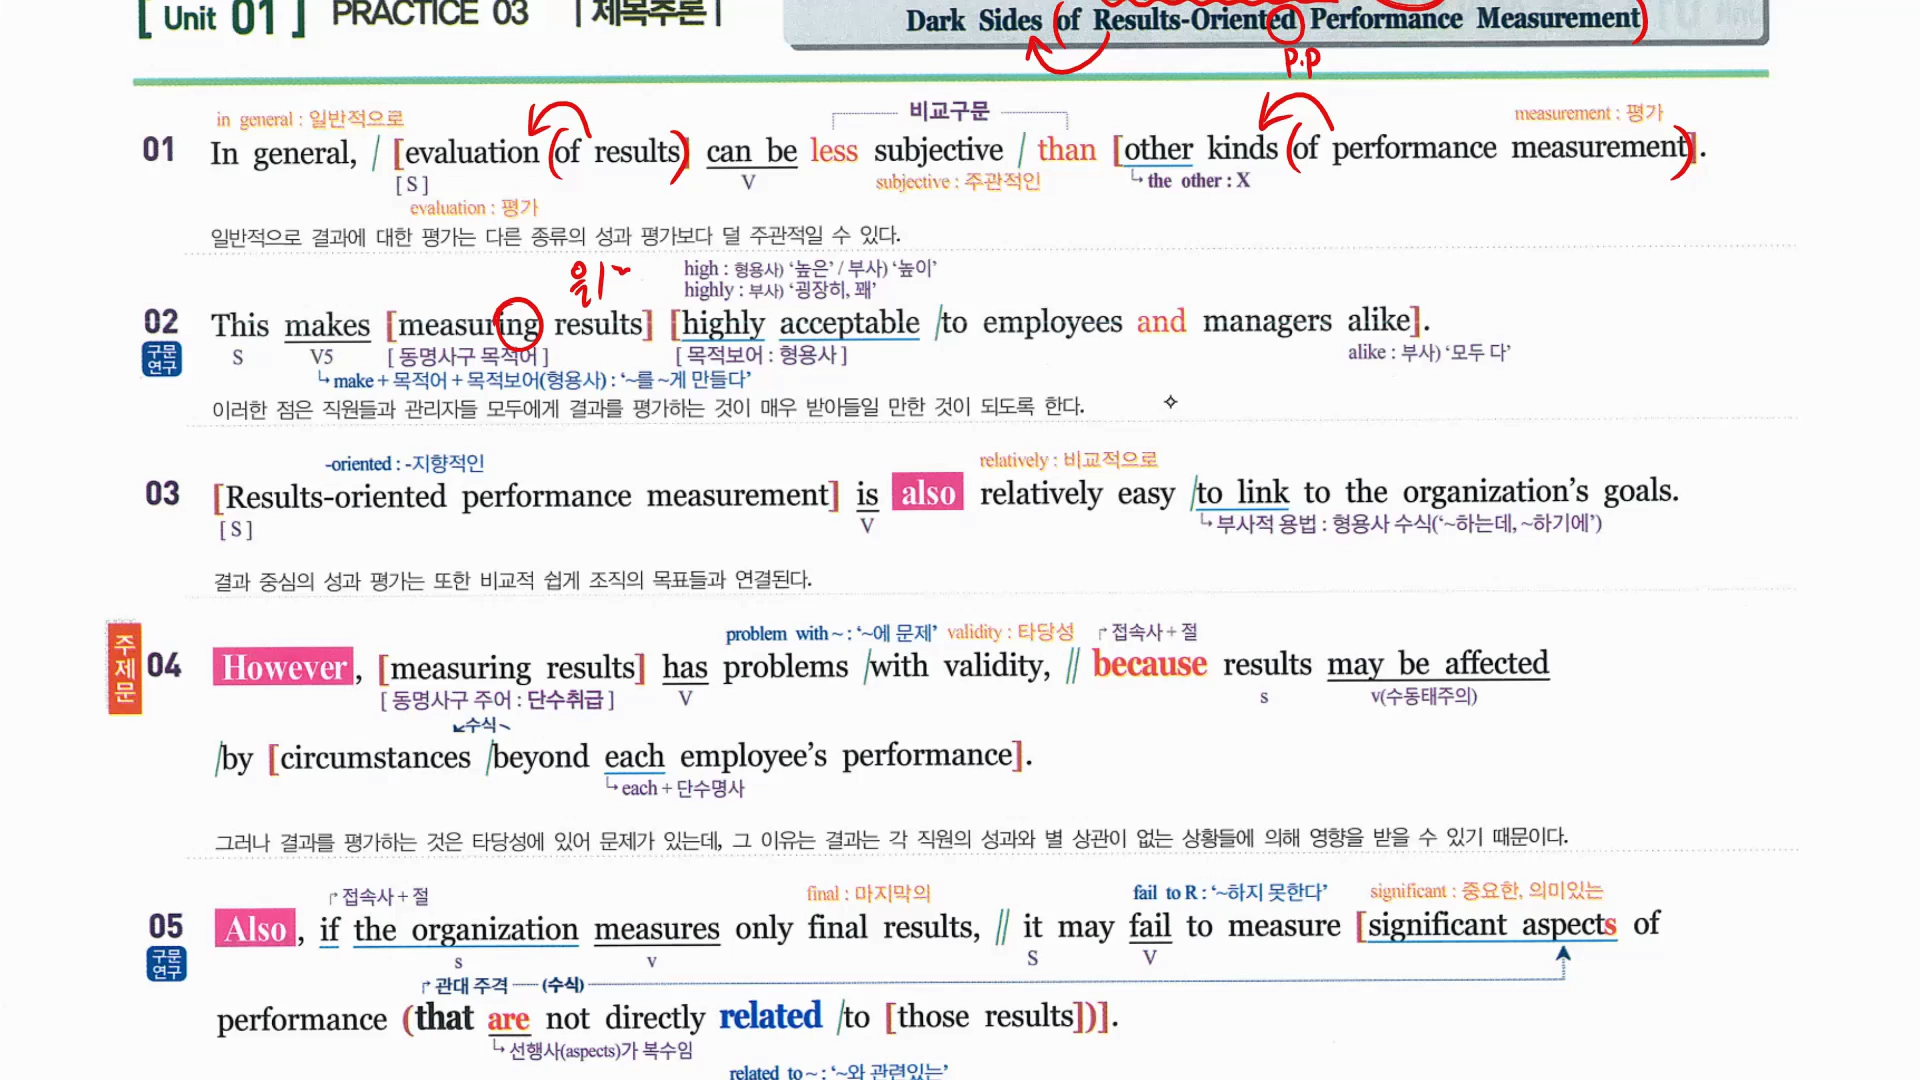 [ Unit 01 ] PRACTICE 03 | 제목추론 |
Dark Sides (of Results-Oriented Performance Measurement)
P.P
in general : 일반적으로
비교구문
measurement : 평가
01 In general, / [evaluation (of results)] can be less subjective / than [other kinds (of performance measurement)].
[ S ] V subjective : 주관적인 ↳ the other : X
evaluation : 평가
일반적으로 결과에 대한 평가는 다른 종류의 성과 평가보다 덜 주관적일 수 있다.
high : 형용사) ‘높은’ / 부사) ‘높이’
highly : 부사) ‘굉장히, 꽤’
02 This makes [measuring results] [highly acceptable /to employees and managers alike].
구문연구 S V5 [ 동명사구 목적어 ] [ 목적보어 : 형용사 ] alike : 부사) ‘모두 다’
↳ make + 목적어 + 목적보어(형용사) : ‘~를 ~게 만들다’
이러한 점은 직원들과 관리자들 모두에게 결과를 평가하는 것이 매우 받아들일 만한 것이 되도록 한다.
-oriented : -지향적인 relatively : 비교적으로
03 [Results-oriented performance measurement] is also relatively easy /to link to the organization’s goals.
[ S ] V ↳ 부사적 용법 : 형용사 수식(‘~하는데, ~하기에’)
결과 중심의 성과 평가는 또한 비교적 쉽게 조직의 목표들과 연결된다.
problem with ~ : ‘~에 문제’ validity : 타당성 접속사 + 절
주제문 04 However, [measuring results] has problems /with validity, // because results may be affected
[ 동명사구 주어 : 단수취급 ] V s v(수동태주의)
수식
/by [circumstances /beyond each employee’s performance].
↳ each + 단수명사
그러나 결과를 평가하는 것은 타당성에 있어 문제가 있는데, 그 이유는 결과는 각 직원의 성과와 별 상관이 없는 상황들에 의해 영향을 받을 수 있기 때문이다.
접속사 + 절 final : 마지막의 fail to R : ‘~하지 못한다’ significant : 중요한, 의미있는
05 Also, if the organization measures only final results, // it may fail to measure [significant aspects of
구문연구 s v S V
관대 주격 (수식)
performance (that are not directly related /to [those results])].
↳ 선행사(aspects)가 복수임
related to ~ : ‘~와 관련있는’